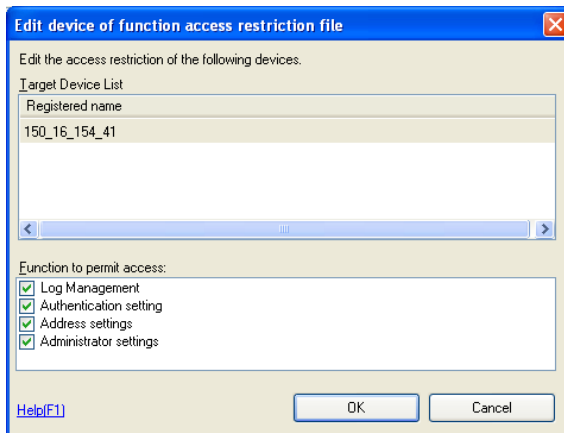 Edit device of function access restriction file
Edit the access restriction of the following devices.
Target Device List
Registered name
150_16_154_41
Function to permit access:
Log Management
Authentication setting
Address settings
Administrator settings
Help(F1)
OK
Cancel